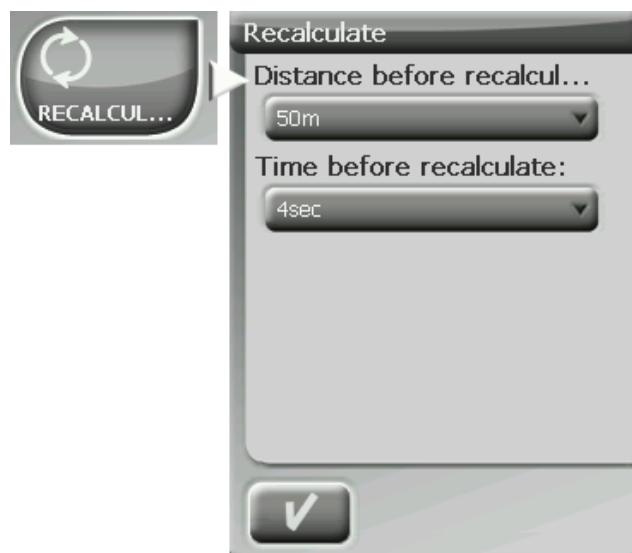 RECALCUL...
Recalculate
Distance before recalcul...
50m
Time before recalculate:
4sec